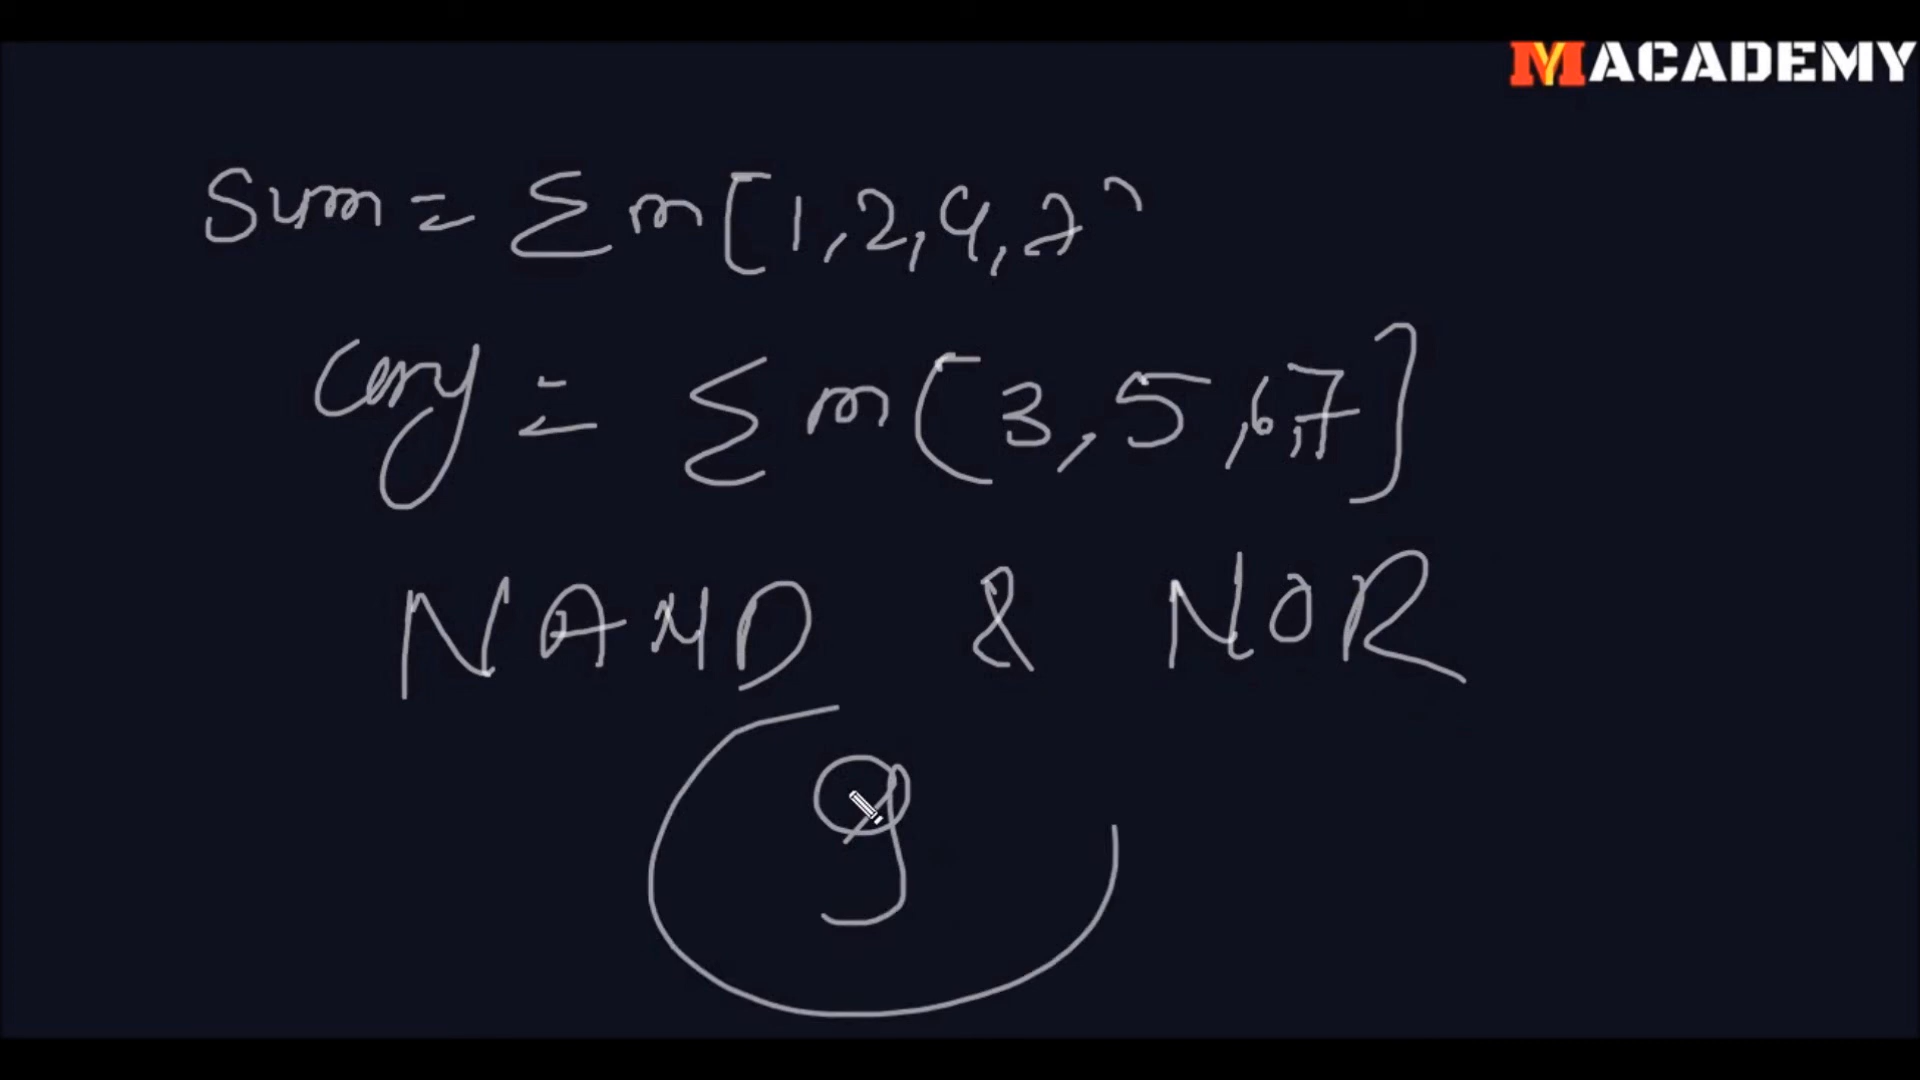 MACADEMY
Sum = Σm[1,2,4,7)
Carry = Σm(3,5,6,7]
NAND & NOR
9